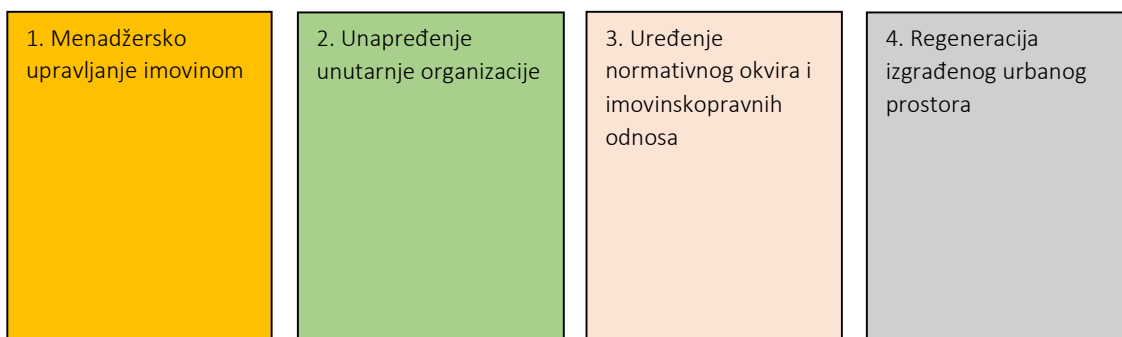 1. Menadžersko
upravljanje imovinom
2. Unapređenje
unutarnje organizacije
3. Uređenje
normativnog okvira i
imovinskopravnih
odnosa
4. Regeneracija
izgrađenog urbanog
prostora